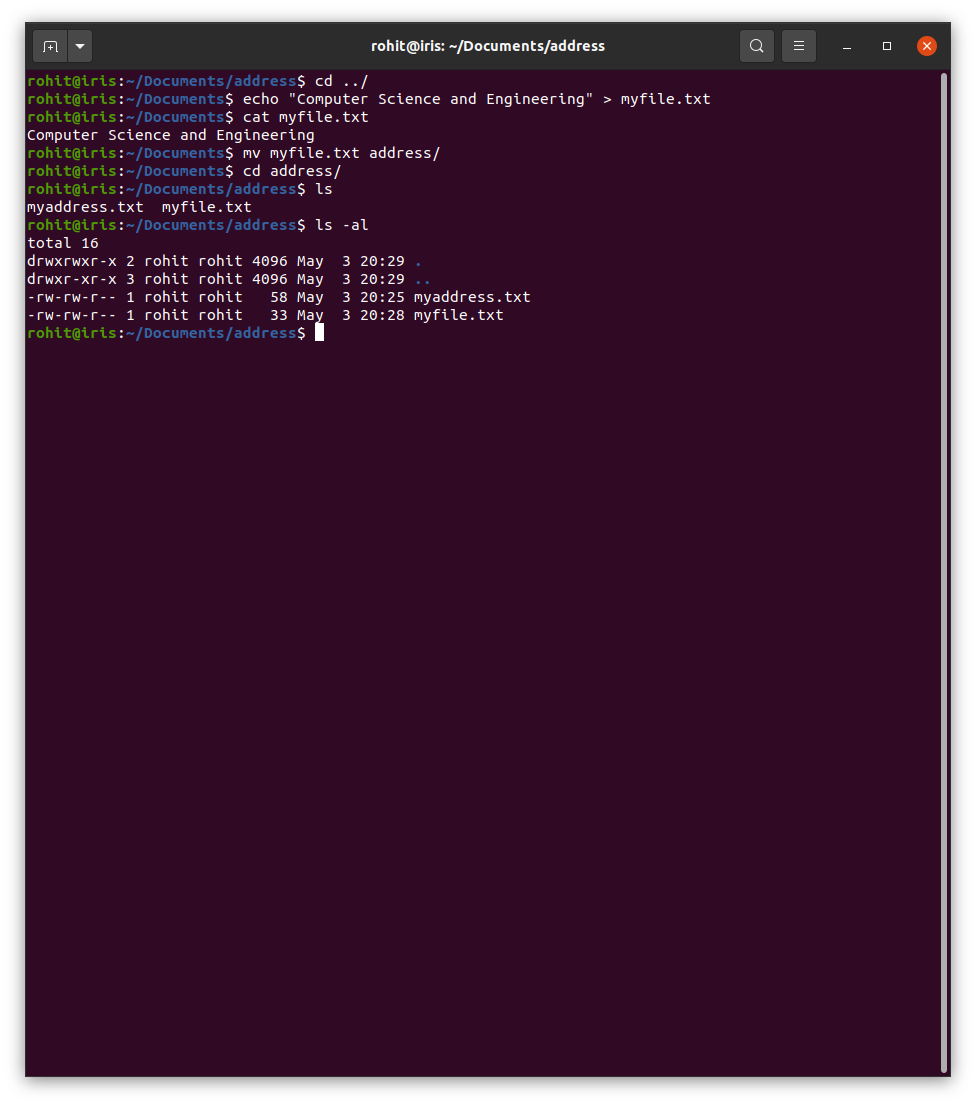 rohit@iris: ~/Documents/address
rohit@iris:~/Documents/address$ cd ../
rohit@iris:~/Documents$ echo "Computer Science and Engineering" > myfile.txt
rohit@iris:~/Documents$ cat myfile.txt
Computer Science and Engineering
rohit@iris:~/Documents$ mv myfile.txt address/
rohit@iris:~/Documents$ cd address/
rohit@iris:~/Documents/address$ ls
myaddress.txt  myfile.txt
rohit@iris:~/Documents/address$ ls -al
total 16
drwxrwxr-x 2 rohit rohit 4096 May  3 20:29 .
drwxr-xr-x 3 rohit rohit 4096 May  3 20:29 ..
-rw-rw-r-- 1 rohit rohit   58 May  3 20:25 myaddress.txt
-rw-rw-r-- 1 rohit rohit   33 May  3 20:28 myfile.txt
rohit@iris:~/Documents/address$